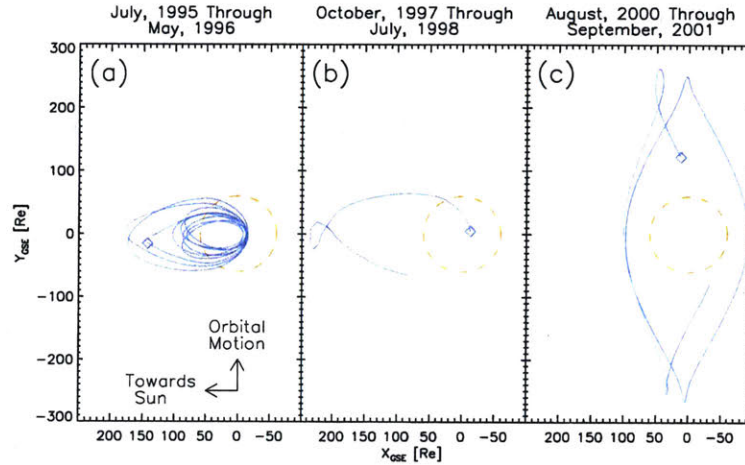 July, 1995 Through
May, 1996
October, 1997 Through
July, 1998
August, 2000 Through
September, 2001
(a)
(b)
(c)
300
200
100
0
-100
-200
-300
Y_GSE [Re]
Orbital
Motion
Towards
Sun
200 150 100 50 0 -50
200 150 100 50 0 -50
200 150 100 50 0 -50
X_GSE [Re]